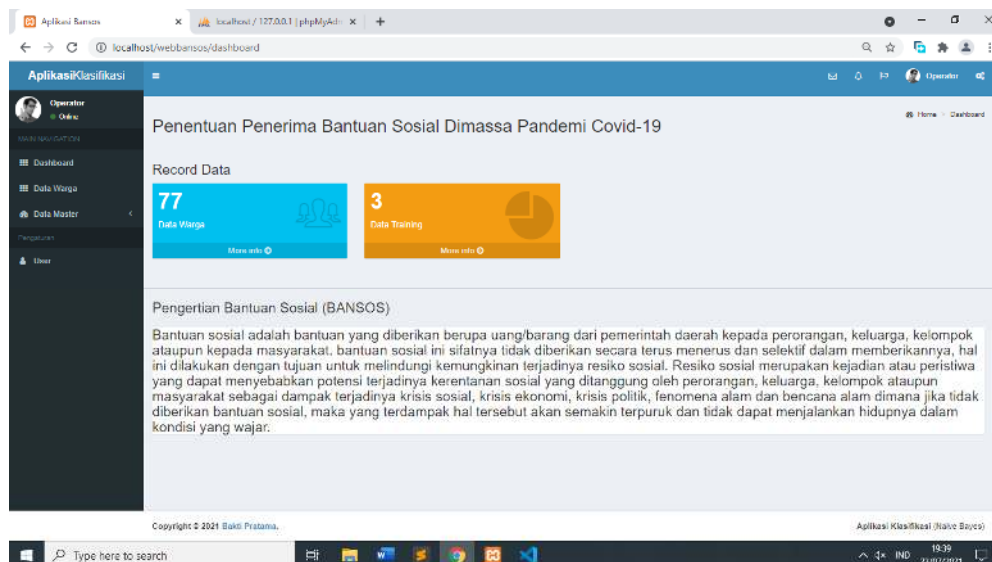 Aplikasi Bansos
localhost / 127.0.0.1 | phpMyAdm
localhost/webbansos/dashboard
AplikasiKlasifikasi
Operator
Operator
Online
Home > Dashboard
MAIN NAVIGATION
Dashboard
Data Warga
Data Master
Pengaturan
User
Penentuan Penerima Bantuan Sosial Dimassa Pandemi Covid-19
Record Data
77
Data Warga
More info
3
Data Training
More info
Pengertian Bantuan Sosial (BANSOS)
Bantuan sosial adalah bantuan yang diberikan berupa uang/barang dari pemerintah daerah kepada perorangan, keluarga, kelompok
ataupun kepada masyarakat. bantuan sosial ini sifatnya tidak diberikan secara terus menerus dan selektif dalam memberikannya, hal
ini dilakukan dengan tujuan untuk melindungi kemungkinan terjadinya resiko sosial. Resiko sosial merupakan kejadian atau peristiwa
yang dapat menyebabkan potensi terjadinya kerentanan sosial yang ditanggung oleh perorangan, keluarga, kelompok ataupun
masyarakat sebagai dampak terjadinya krisis sosial, krisis ekonomi, krisis politik, fenomena alam dan bencana alam dimana jika tidak
diberikan bantuan sosial, maka yang terdampak hal tersebut akan semakin terpuruk dan tidak dapat menjalankan hidupnya dalam
kondisi yang wajar.
Copyright © 2021 Bakti Pratama.
Aplikasi Klasifikasi (Naive Bayes)
Type here to search
IND
19:39
23/07/2021